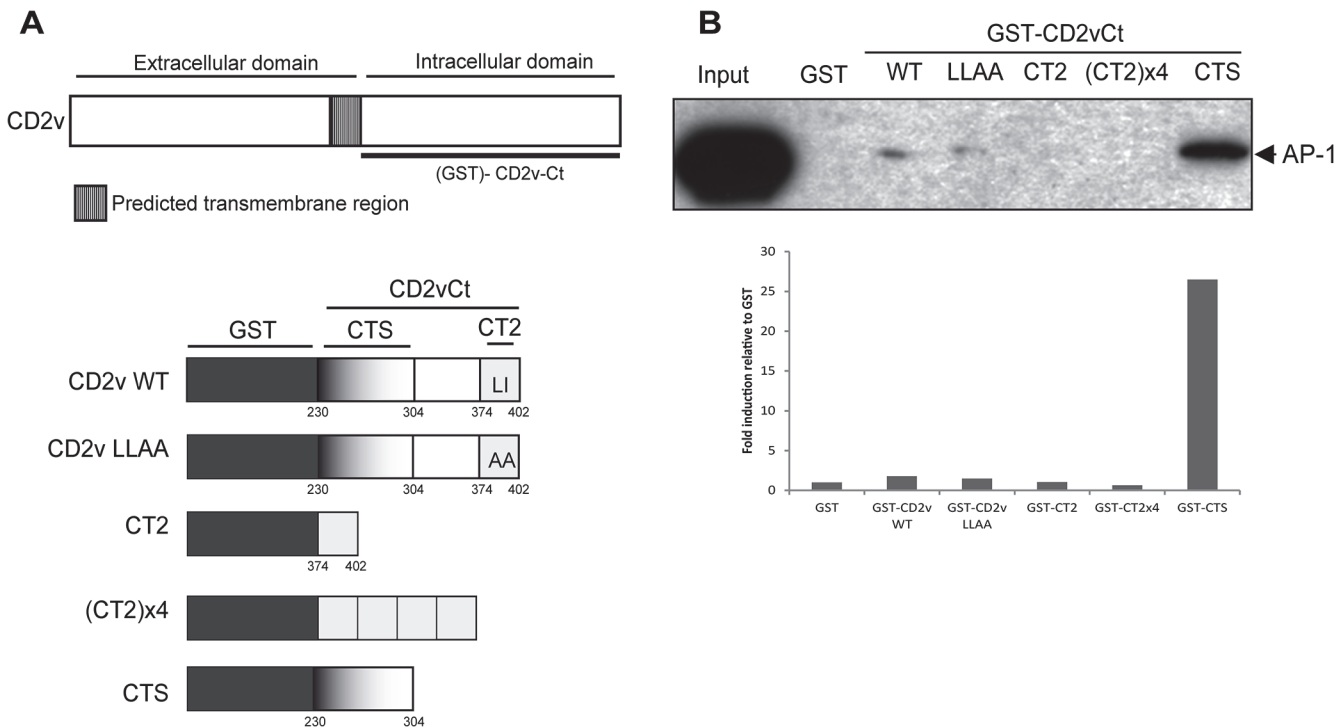 A
Extracellular domain
Intracellular domain
CD2v
(GST)- CD2v-Ct
Predicted transmembrane region
CD2vCt
GST
CTS
CT2
CD2v WT
LI
230
304
374
402
CD2v LLAA
AA
230
304
374
402
CT2
374
402
(CT2)x4
CTS
230
304
B
GST-CD2vCt
Input
GST
WT
LLAA
CT2
(CT2)x4
CTS
AP-1
Fold induction relative to GST
30
25
20
15
10
5
0
GST
GST-CD2v
WT
GST-CD2v
LLAA
GST-CT2
GST-CT2x4
GST-CTS